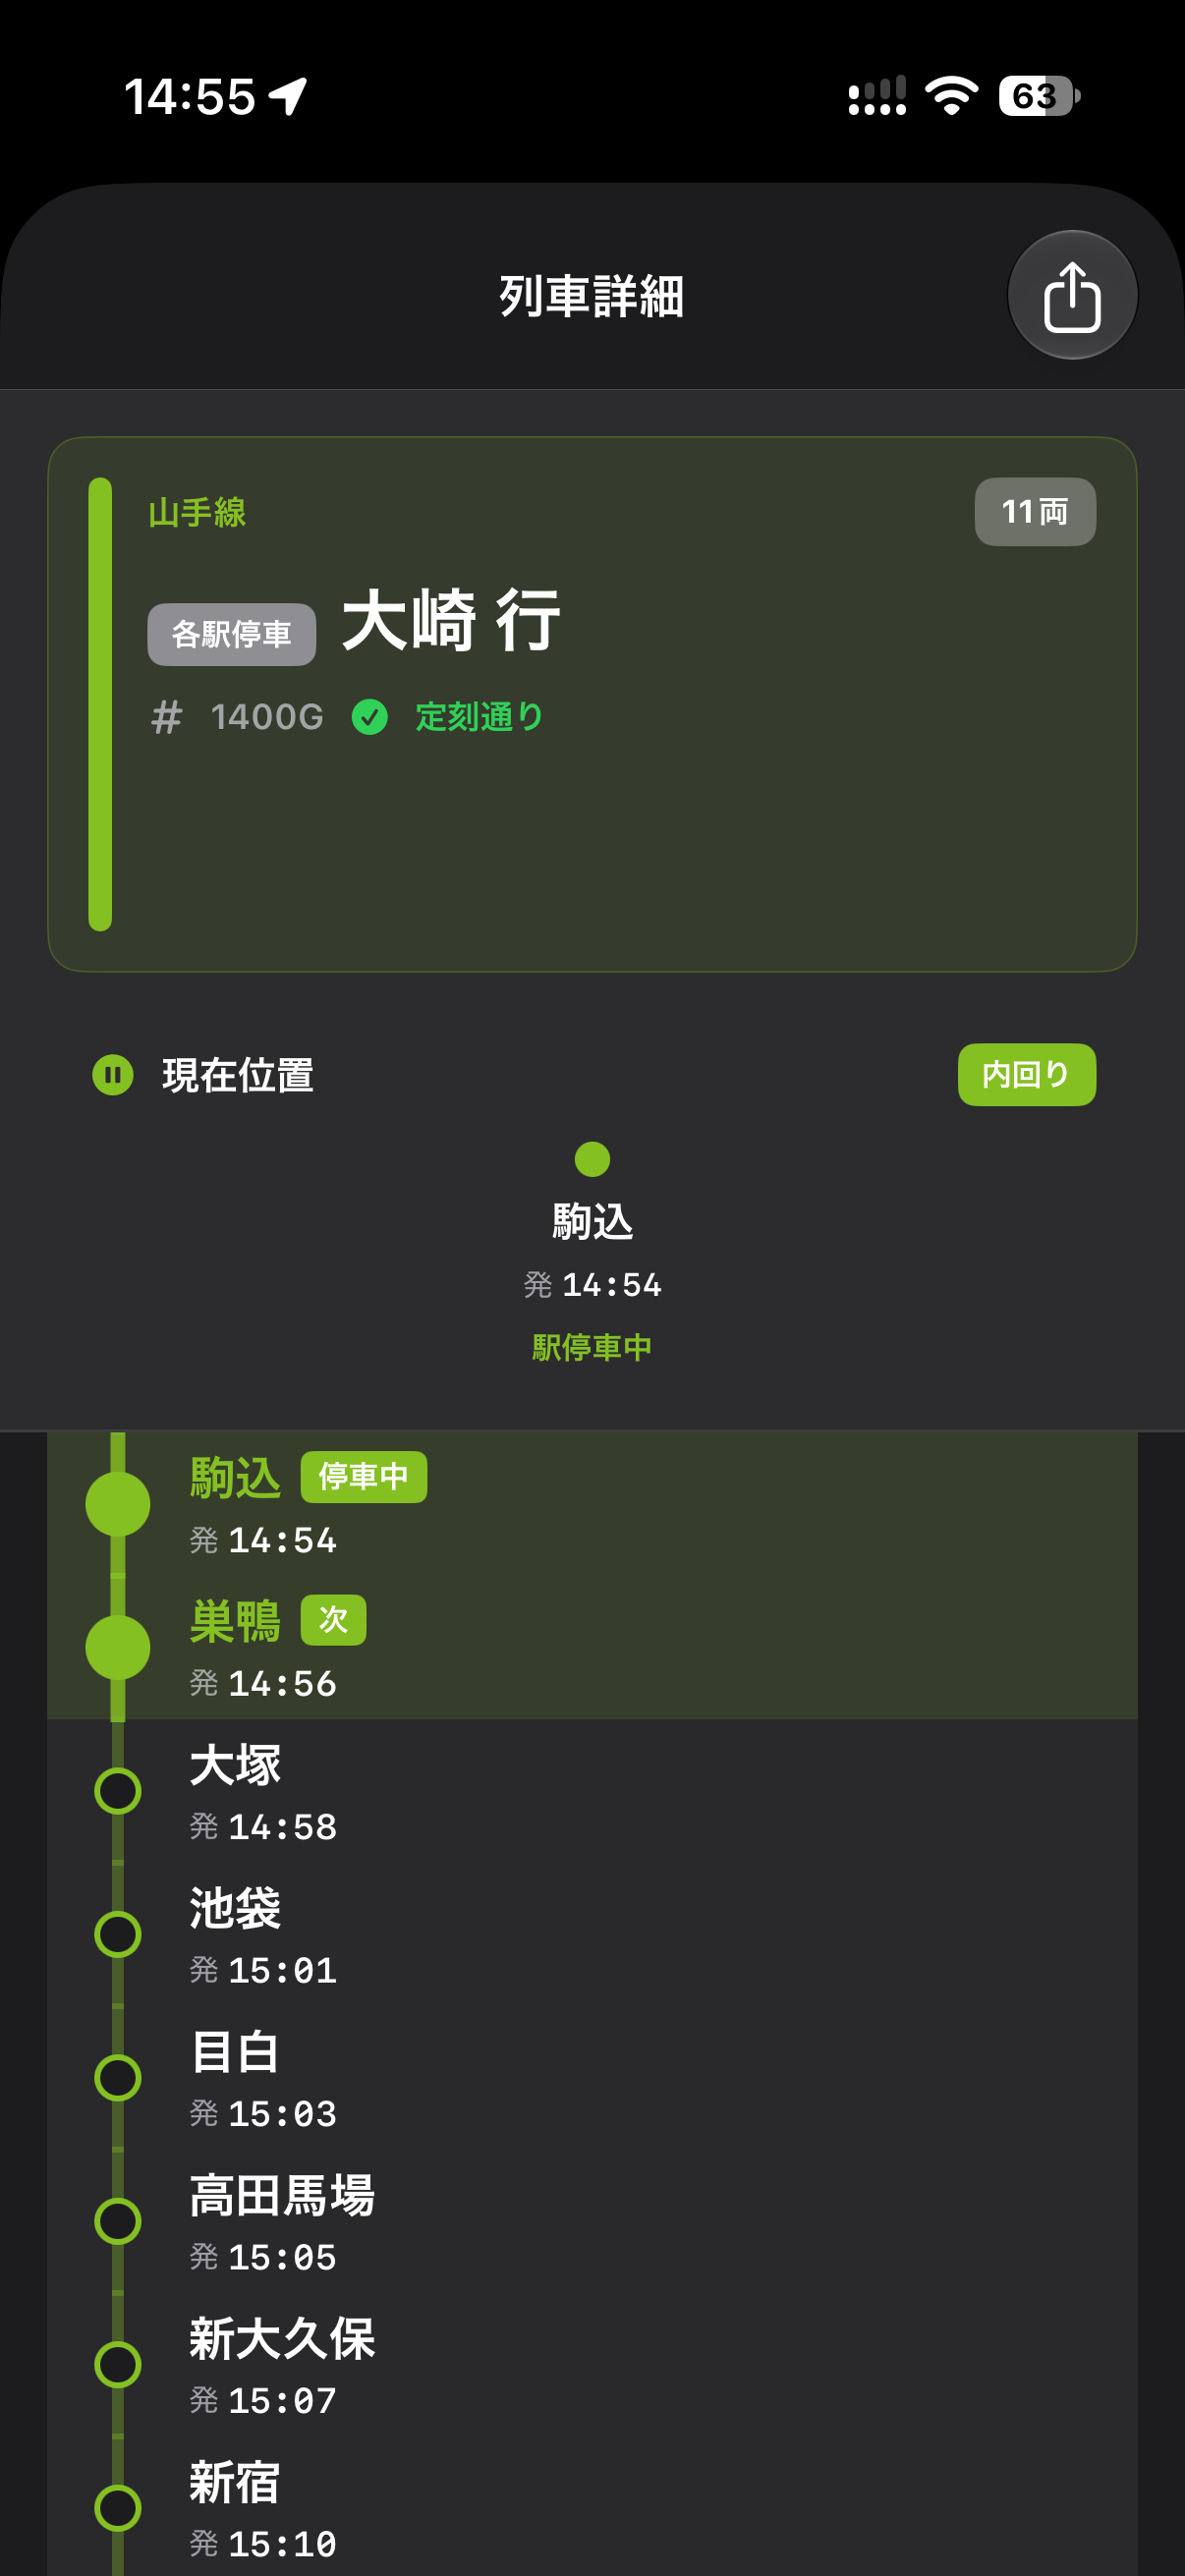 14:55
63
列車詳細
山手線
11両
各駅停車 大崎 行
# 1400G 定刻通り
現在位置
内回り
駒込
発 14:54
駅停車中
駒込 停車中
発 14:54
巣鴨 次
発 14:56
大塚
発 14:58
池袋
発 15:01
目白
発 15:03
高田馬場
発 15:05
新大久保
発 15:07
新宿
発 15:10